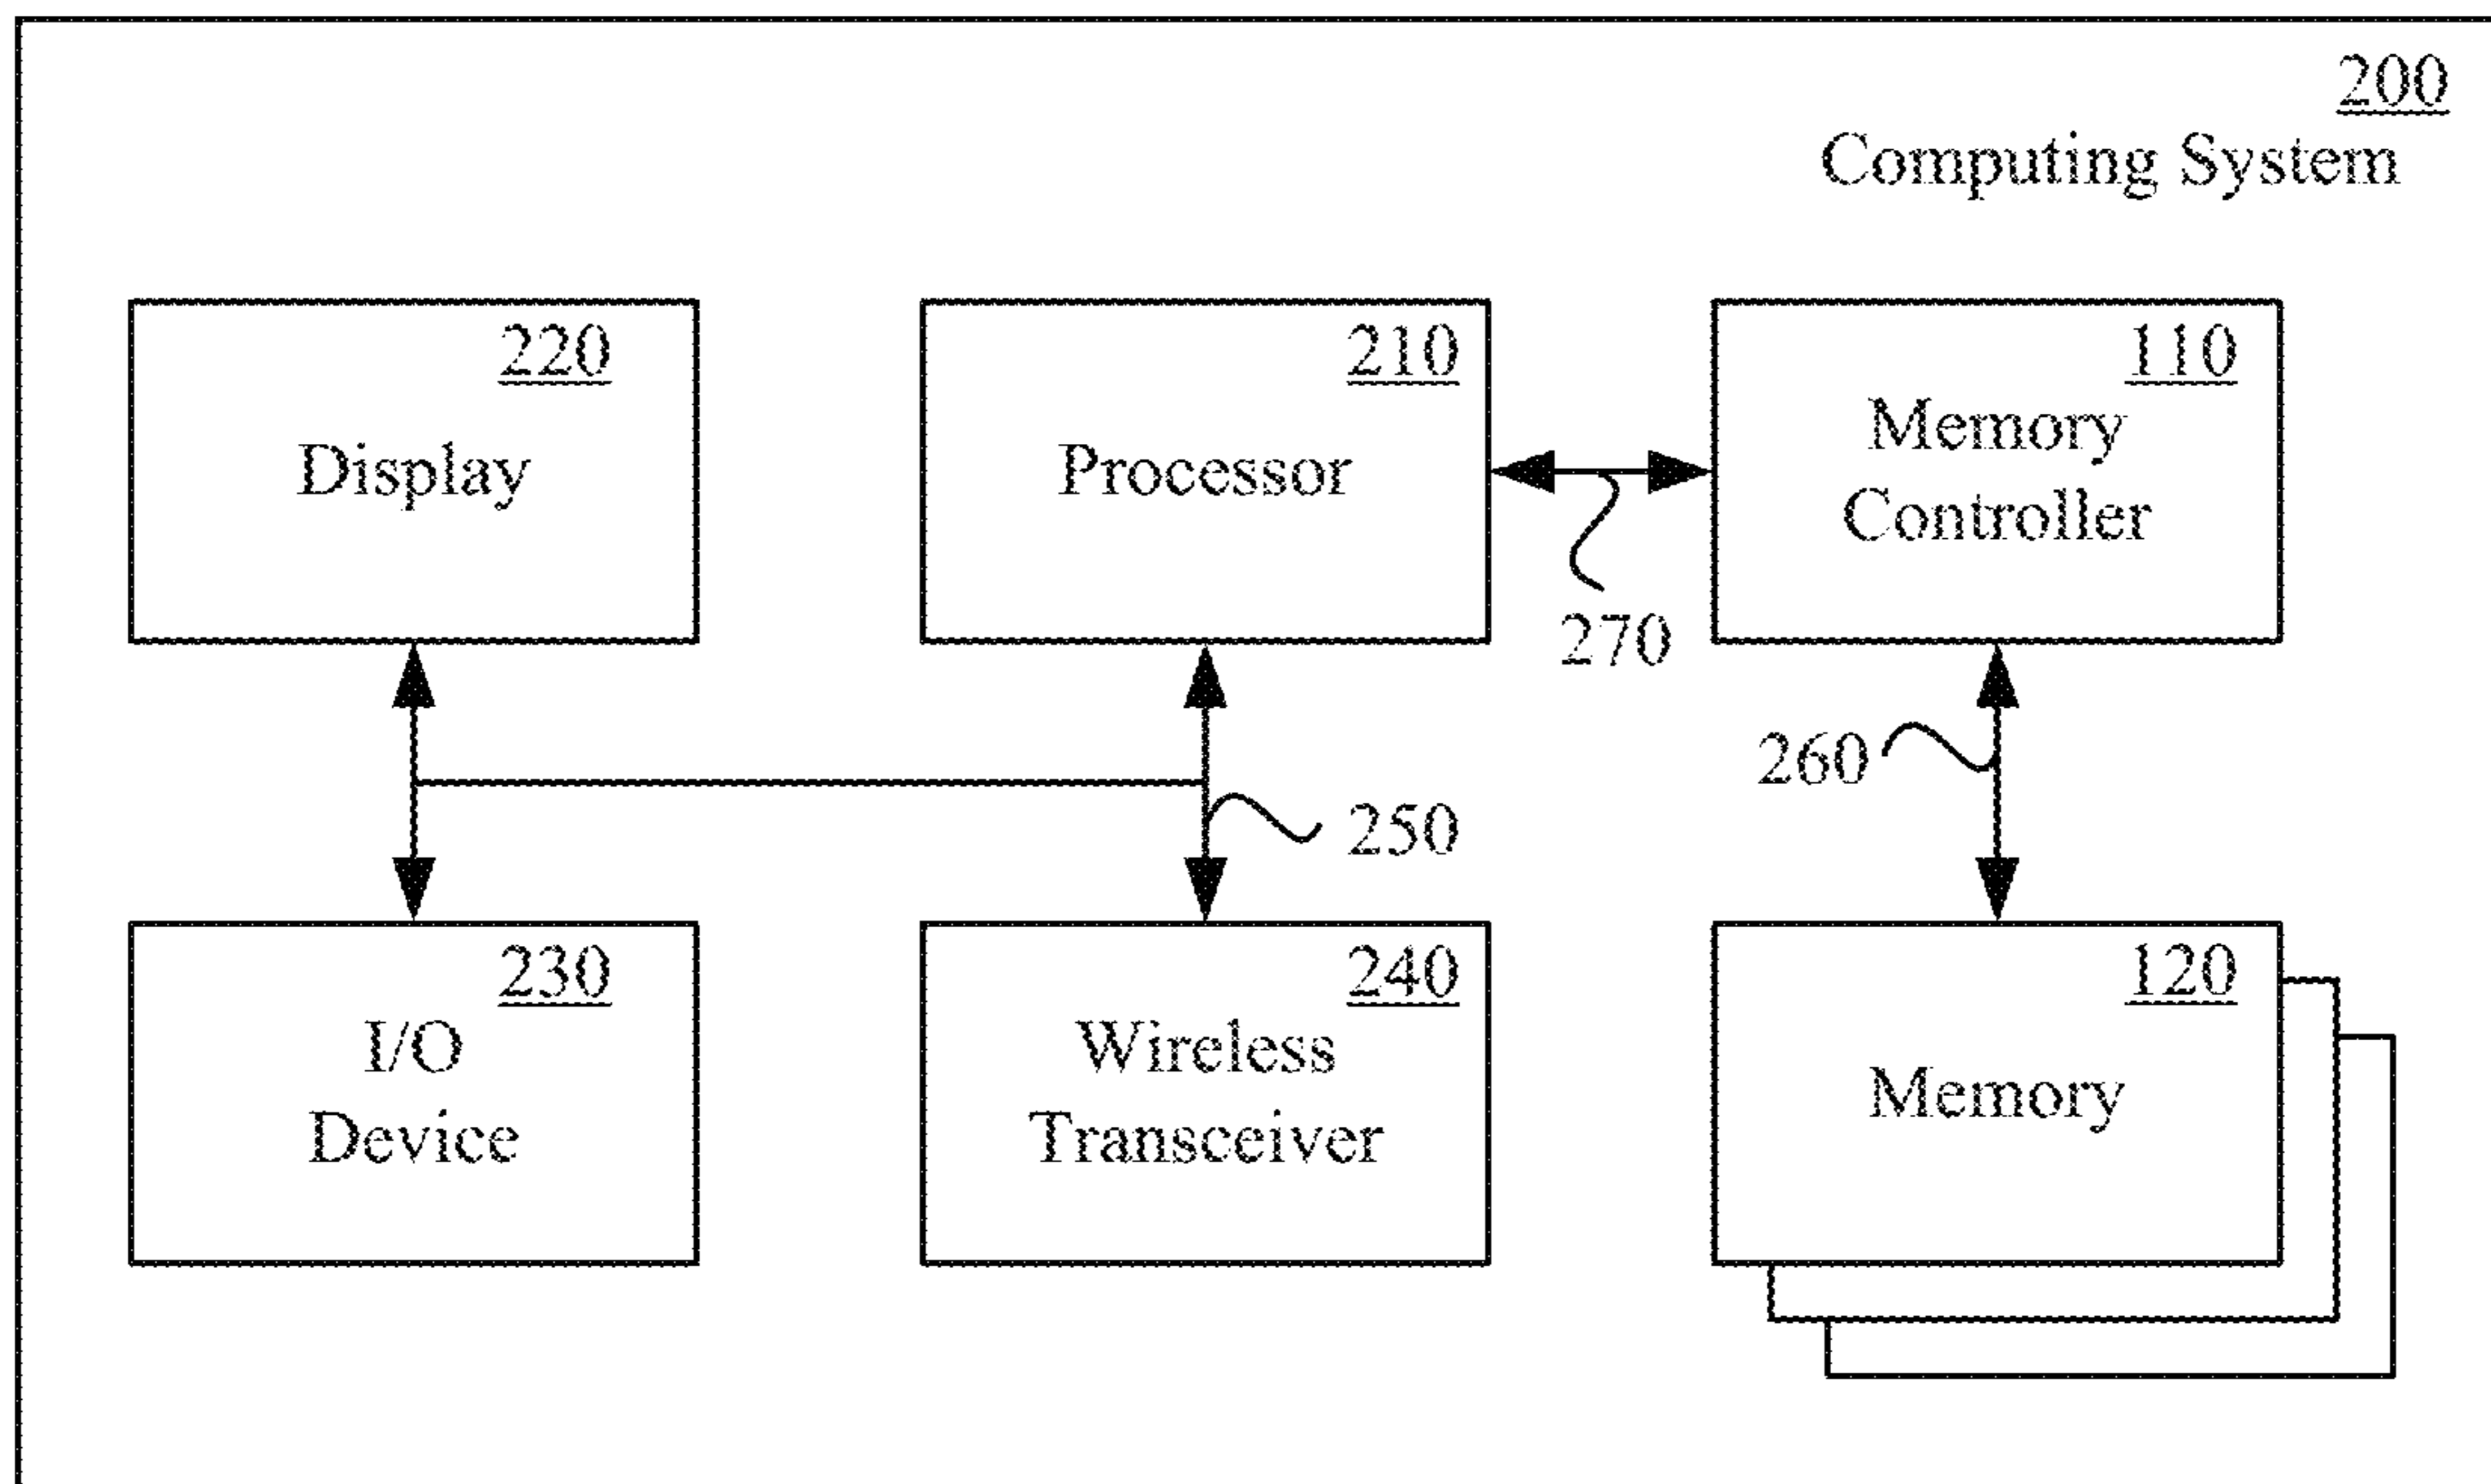 200
Computing System
220
Display
210
Processor
110
Memory
Controller
270
260
250
230
I/O
Device
240
Wireless
Transceiver
120
Memory